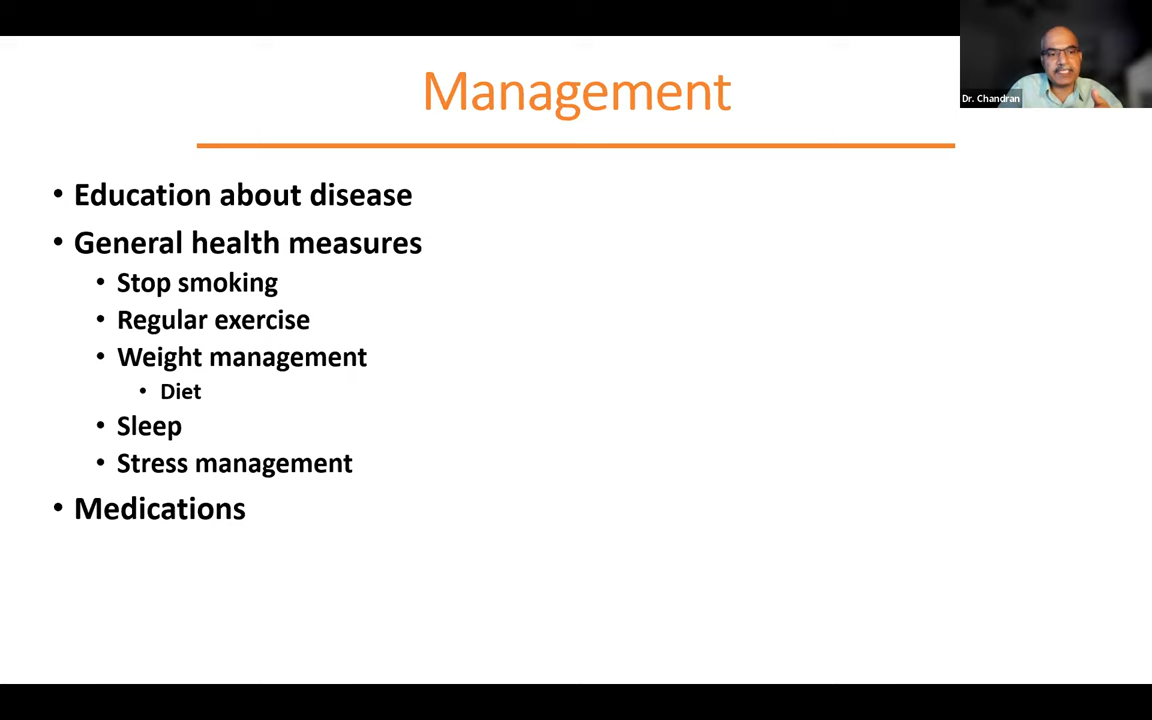 Management
Dr. Chandran
• Education about disease
• General health measures
• Stop smoking
• Regular exercise
• Weight management
• Diet
• Sleep
• Stress management
• Medications